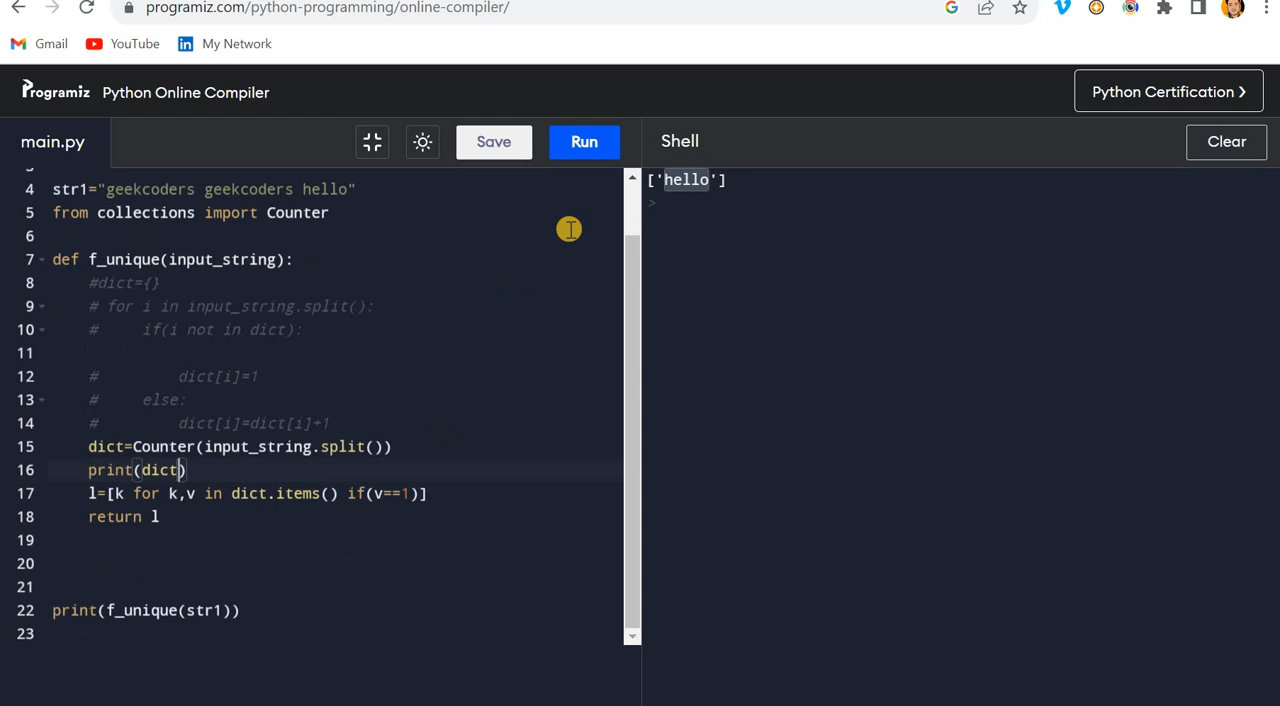 programiz.com/python-programming/online-compiler/
Gmail YouTube My Network
Programiz Python Online Compiler Python Certification ❯
main.py Save Run Shell Clear
4 str1="geekcoders geekcoders hello"
5 from collections import Counter
6
7 def f_unique(input_string):
8 #dict={}
9 # for i in input_string.split():
10 # if(i not in dict):
11
12 # dict[i]=1
13 # else:
14 # dict[i]=dict[i]+1
15 dict=Counter(input_string.split())
16 print(dict)
17 l=[k for k,v in dict.items() if(v==1)]
18 return l
19
20
21
22 print(f_unique(str1))
23
['hello']
>